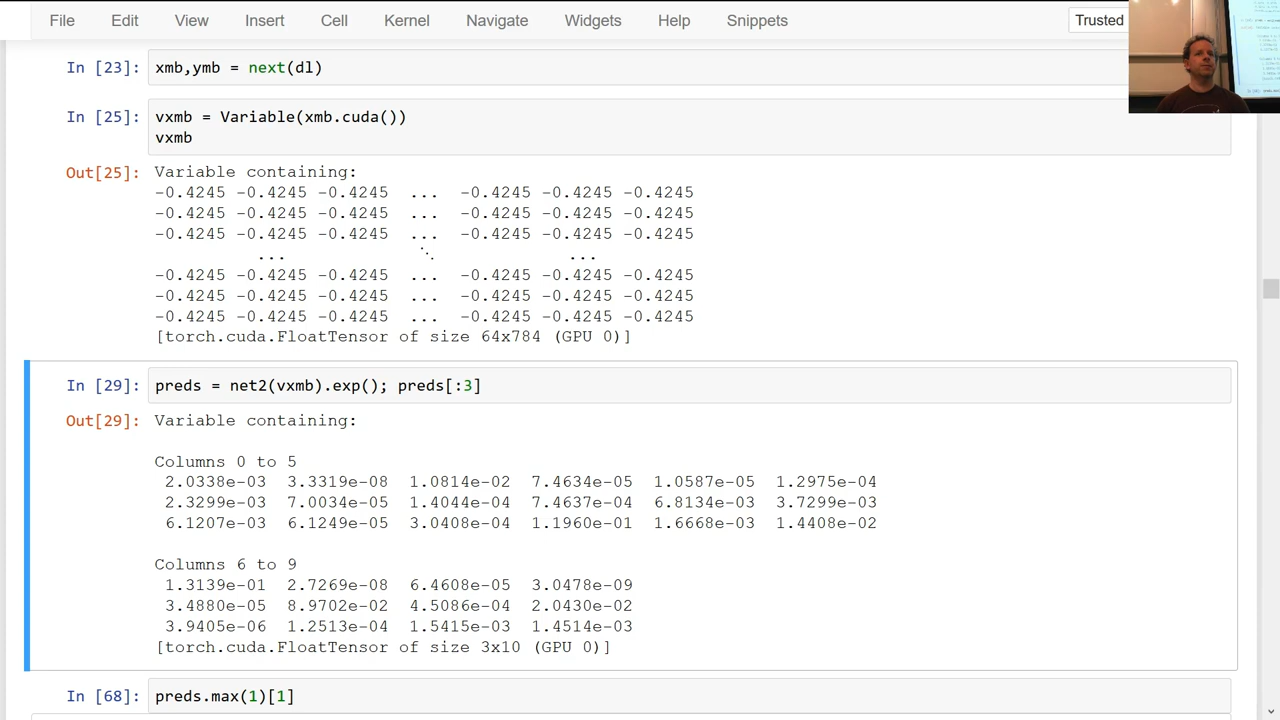 File Edit View Insert Cell Kernel Navigate Widgets Help Snippets Trusted
In [23]: xmb,ymb = next(dl)
In [25]: vxmb = Variable(xmb.cuda())
vxmb
Out[25]: Variable containing:
-0.4245 -0.4245 -0.4245 ... -0.4245 -0.4245 -0.4245
-0.4245 -0.4245 -0.4245 ... -0.4245 -0.4245 -0.4245
-0.4245 -0.4245 -0.4245 ... -0.4245 -0.4245 -0.4245
... ⋱ ...
-0.4245 -0.4245 -0.4245 ... -0.4245 -0.4245 -0.4245
-0.4245 -0.4245 -0.4245 ... -0.4245 -0.4245 -0.4245
-0.4245 -0.4245 -0.4245 ... -0.4245 -0.4245 -0.4245
[torch.cuda.FloatTensor of size 64x784 (GPU 0)]
In [29]: preds = net2(vxmb).exp(); preds[:3]
Out[29]: Variable containing:
Columns 0 to 5
2.0338e-03 3.3319e-08 1.0814e-02 7.4634e-05 1.0587e-05 1.2975e-04
2.3299e-03 7.0034e-05 1.4044e-04 7.4637e-04 6.8134e-03 3.7299e-03
6.1207e-03 6.1249e-05 3.0408e-04 1.1960e-01 1.6668e-03 1.4408e-02
Columns 6 to 9
1.3139e-01 2.7269e-08 6.4608e-05 3.0478e-09
3.4880e-05 8.9702e-02 4.5086e-04 2.0430e-02
3.9405e-06 1.2513e-04 1.5415e-03 1.4514e-03
[torch.cuda.FloatTensor of size 3x10 (GPU 0)]
In [68]: preds.max(1)[1]